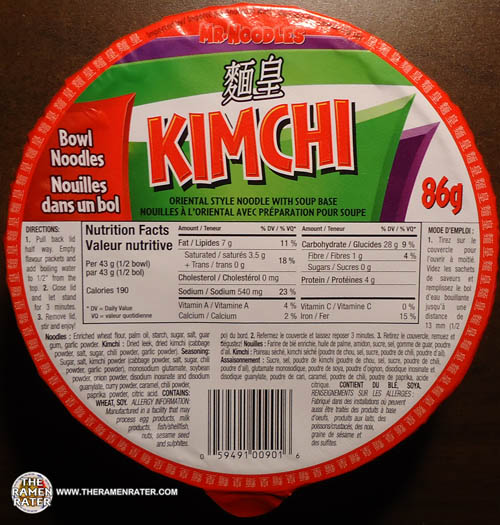 MR·NOODLES
麵皇
KIMCHI
Bowl
Noodles
Nouilles
dans un bol
ORIENTAL STYLE NOODLE WITH SOUP BASE
NOUILLES À L'ORIENTAL AVEC PRÉPARATION POUR SOUPE
86g
DIRECTIONS:
1. Pull back lid
half way. Empty
flavour packets and
add boiling water
to 1/2" from the
top. 2. Close lid
and let stand
for 3 minutes.
3. Remove lid,
stir and enjoy!
Nutrition Facts
Valeur nutritive
Per 43 g (1/2 bowl)
par 43 g (1/2 bol)
Calories 190
* DV = Daily Value
VQ = valeur quotidienne
Amount / Teneur % DV / % VQ*
Fat / Lipides 7 g 11 %
Saturated / saturés 3.5 g
+ Trans / trans 0 g 18 %
Cholesterol / Cholestérol 0 mg
Sodium / Sodium 540 mg 23 %
Vitamin A / Vitamine A 4 %
Calcium / Calcium 2 %
Amount / Teneur % DV / % VQ*
Carbohydrate / Glucides 28 g 9 %
Fibre / Fibres 1 g 4 %
Sugars / Sucres 0 g
Protein / Protéines 4 g
Vitamin C / Vitamine C 0 %
Iron / Fer 15 %
MODE D'EMPLOI :
1. Tirez sur le
couvercle pour
l'ouvrir à moitié.
Videz les sachets
de saveurs et
remplissez le bol
d'eau bouillante
jusqu'à une
distance de
13 mm (1/2
Noodles : Enriched wheat flour, palm oil, starch, sugar, salt, guar
gum, garlic powder. Kimchi : Dried leek, dried kimchi (cabbage
powder, salt, sugar, chili powder, garlic powder). Seasoning:
Sugar, salt, kimchi powder (cabbage powder, salt, sugar, chili
powder, garlic powder), monosodium glutamate, soybean
powder, onion powder, disodium inosinate and disodium
guanylate, curry powder, caramel, chili powder,
paprika powder, citric acid. CONTAINS:
WHEAT, SOY. ALLERGY INFORMATION:
Manufactured in a facility that may
process egg products, milk
products, fish/shellfish,
nuts, sesame seed
and sulphites.
po) du bord. 2. Refermez le couvercle et laissez reposer 3 minutes. 3. Retirez le couvercle, remuez et
dégustez! Nouilles : Farine de blé enrichie, huile de palme, amidon, sucre, sel, gomme de guar, poudre
d'ail. Kimchi : Poireau séché, kimchi séché (poudre de chou, sel, sucre, poudre de chili, poudre d'ail).
Assaisonnement : Sucre, sel, poudre de kimchi (poudre de chou, sel, sucre, poudre de chili,
poudre d'ail), glutamate monosodique, poudre de soya, poudre d'oignon, disodique inosinate et
disodique guanylate, poudre de cari, caramel, poudre de chili, poudre de paprika, acide
citrique. CONTIENT DU BLÉ, SOYA.
RENSEIGNEMENTS SUR LES ALLERGIES :
Fabriqué dans des installations où peuvent
aussi être traités des produits à base
d'oeufs, produits aux laits, des
poissons/crustacés, des noix,
graine de sésame et
des sulfites.
0 59491 00901 6
THE
RAMEN
RATER
WWW.THERAMENRATER.COM